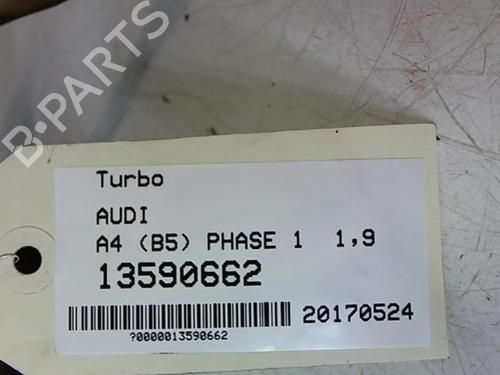 B-PARTS
Turbo
AUDI
A4 (B5) PHASE 1 1,9
13590662
20170524
?0000013590662